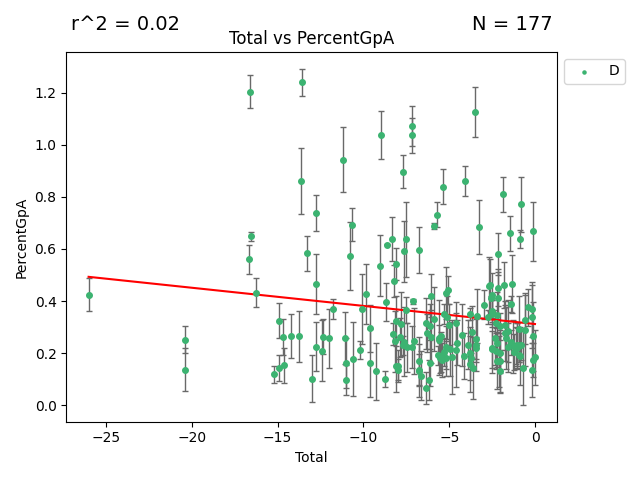 r^2 = 0.02
N = 177
Total vs PercentGpA
D
PercentGpA
1.2
1.0
0.8
0.6
0.4
0.2
0.0
−25
−20
−15
−10
−5
0
Total